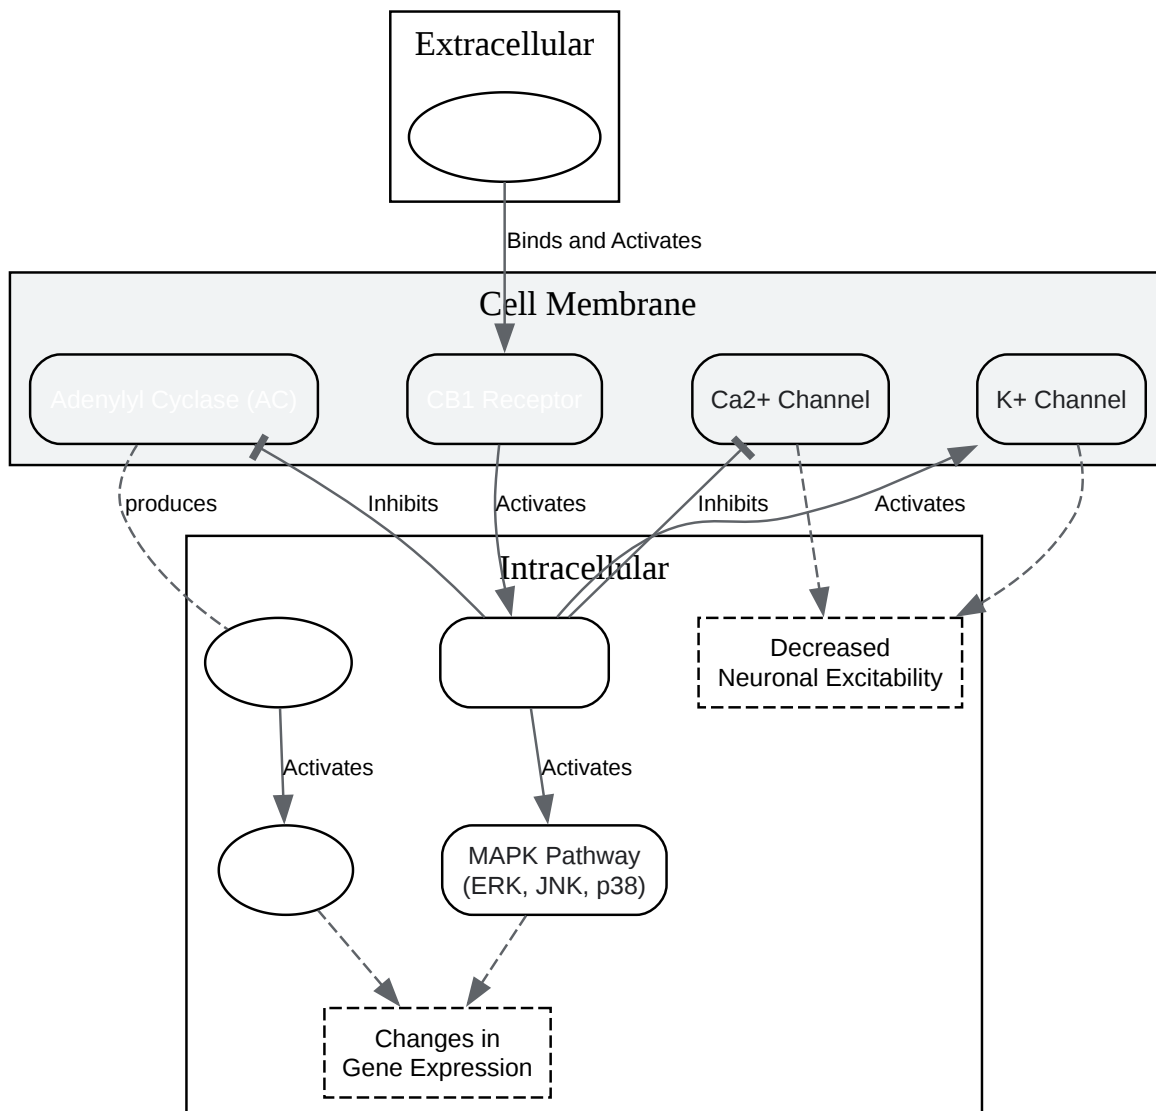 Extracellular
Binds and Activates
Cell Membrane
Adenylyl Cyclase (AC)
CB1 Receptor
Ca2+ Channel
K+ Channel
produces
Inhibits
Activates
Inhibits
Activates
Intracellular
Decreased
Neuronal Excitability
Activates
Activates
MAPK Pathway
(ERK, JNK, p38)
Changes in
Gene Expression